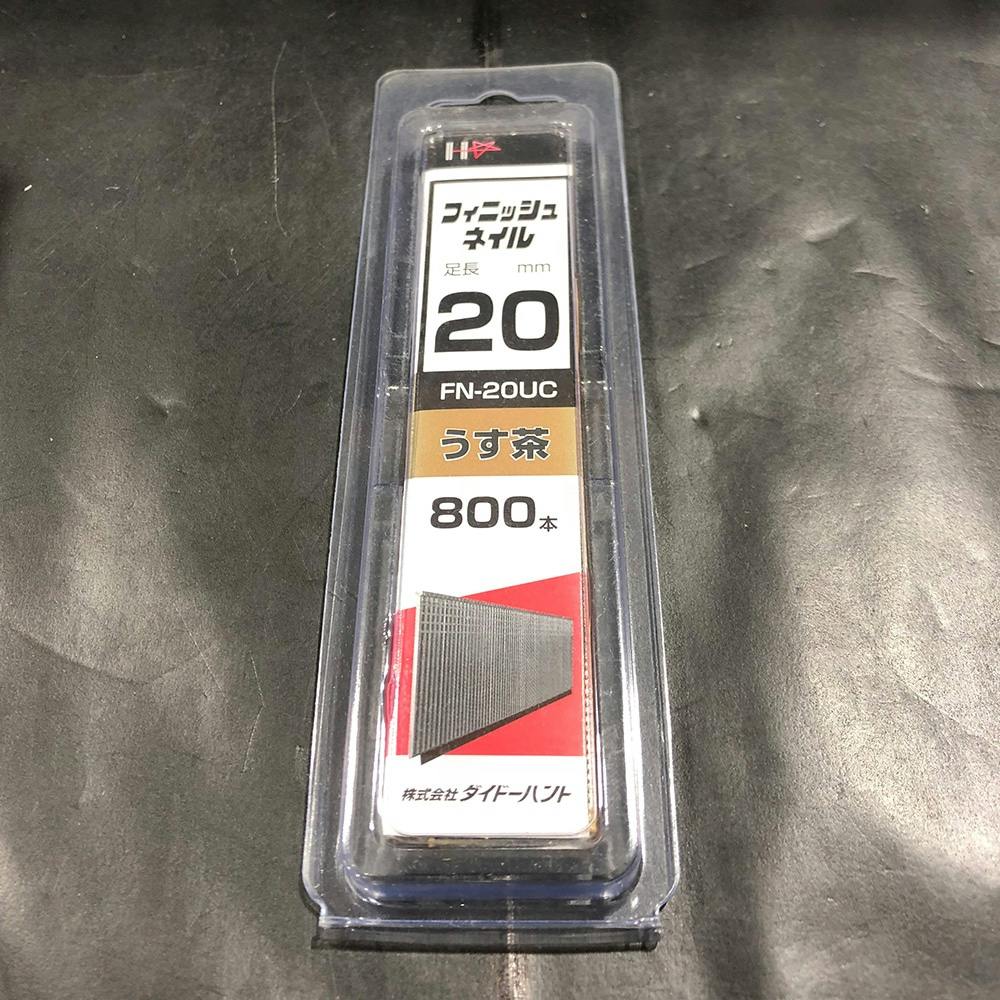 H
フィニッシュ
ネイル
足長 mm
20
FN-20UC
うす茶
800本
株式会社 ダイドーハント